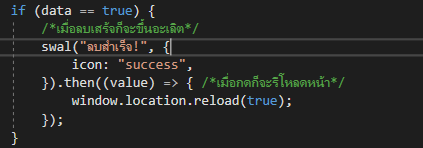 if (data == true) {
/*เมื่อลบเสร้จก็จะขึ้นอะเลิต*/
swal("ลบสำเร็จ!", {
icon: "success",
}).then((value) => { /*เมื่อกดก็จะรีโหลดหน้า*/
window.location.reload(true);
});
}